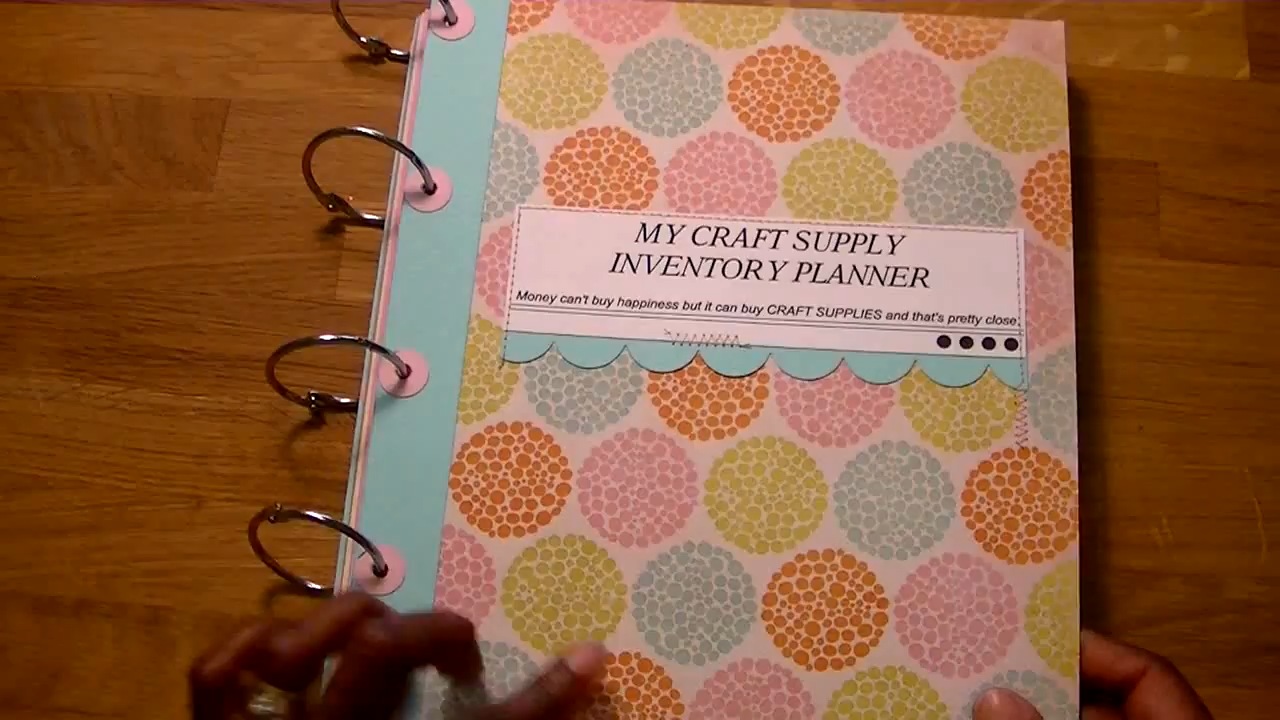 MY CRAFT SUPPLY
INVENTORY PLANNER
Money can't buy happiness but it can buy CRAFT SUPPLIES and that's pretty close.